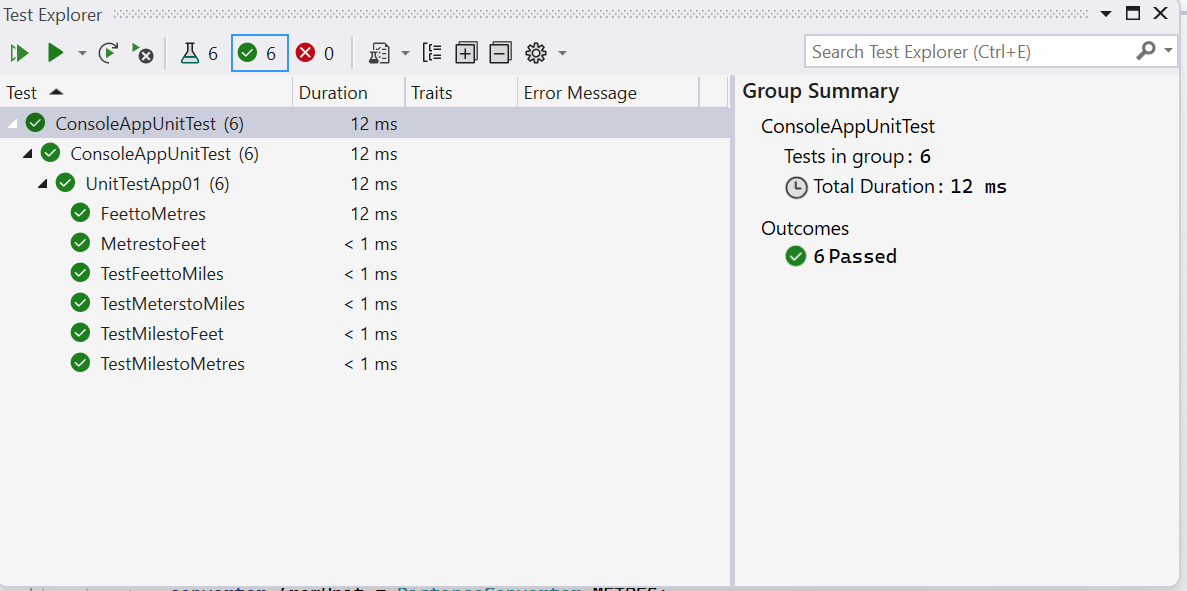 Test Explorer
6 6 0
Search Test Explorer (Ctrl+E)
Test Duration Traits Error Message
ConsoleAppUnitTest (6) 12 ms
ConsoleAppUnitTest (6) 12 ms
UnitTestApp01 (6) 12 ms
FeettoMetres 12 ms
MetrestoFeet < 1 ms
TestFeettoMiles < 1 ms
TestMeterstoMiles < 1 ms
TestMilestoFeet < 1 ms
TestMilestoMetres < 1 ms
Group Summary
ConsoleAppUnitTest
Tests in group: 6
Total Duration: 12 ms
Outcomes
6 Passed